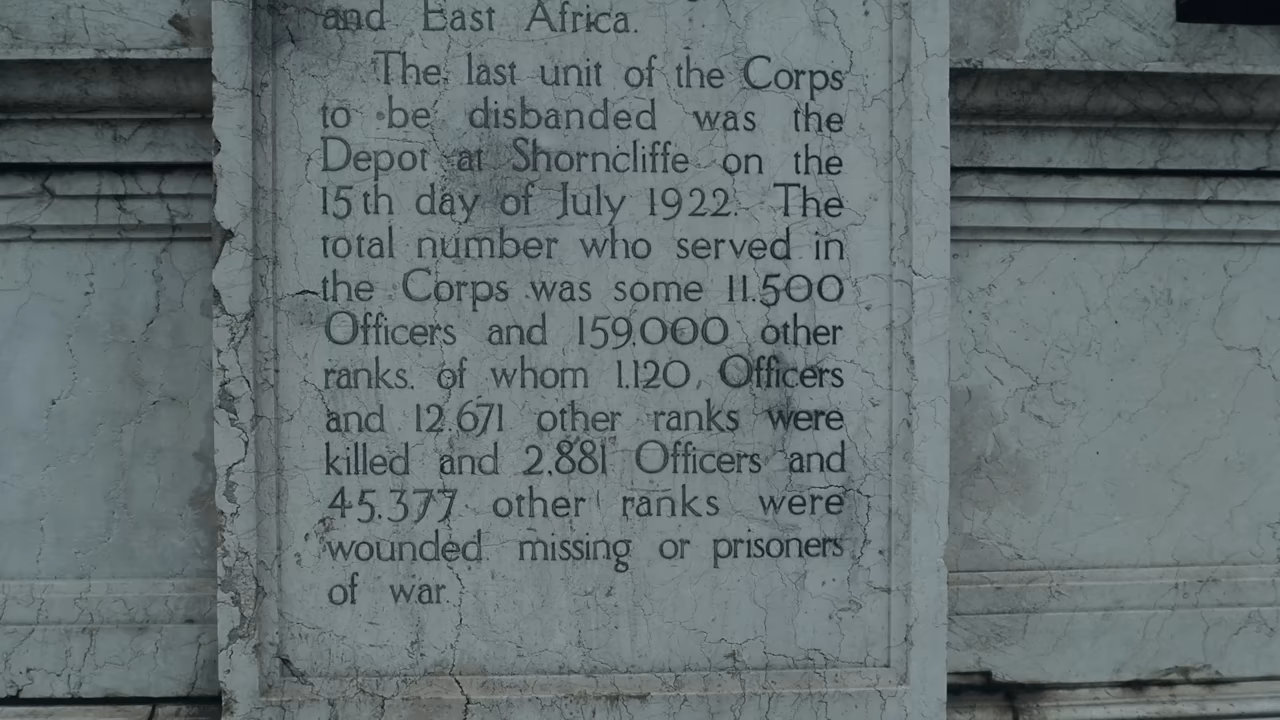 and East Africa.
The last unit of the Corps
to be disbanded was the
Depot at Shorncliffe on the
15th day of July 1922. The
total number who served in
the Corps was some 11.500
Officers and 159.000 other
ranks. of whom 1.120, Officers
and 12.671 other ranks were
killed and 2.881 Officers and
45.377 other ranks were
wounded missing or prisoners
of war.